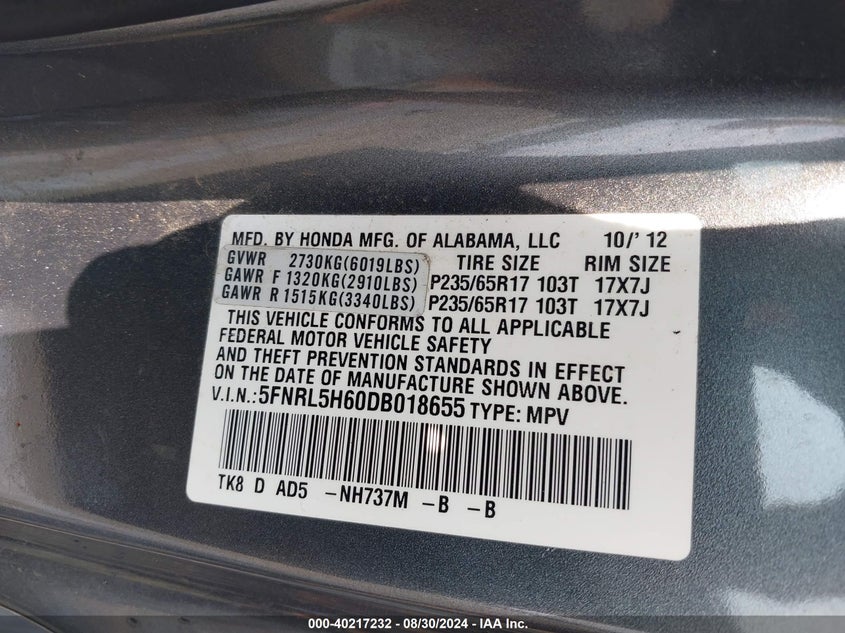 MFD. BY HONDA MFG. OF ALABAMA, LLC 10/' 12
GVWR 2730KG(6019LBS) TIRE SIZE RIM SIZE
GAWR F 1320KG(2910LBS) P235/65R17 103T 17X7J
GAWR R 1515KG(3340LBS) P235/65R17 103T 17X7J
THIS VEHICLE CONFORMS TO ALL APPLICABLE
FEDERAL MOTOR VEHICLE SAFETY
AND THEFT PREVENTION STANDARDS IN EFFECT
ON THE DATE OF MANUFACTURE SHOWN ABOVE.
V.I.N.: 5FNRL5H60DB018655 TYPE: MPV
TK8 D AD5 -NH737M -B -B
000-40217232 - 08/30/2024 - IAA Inc.